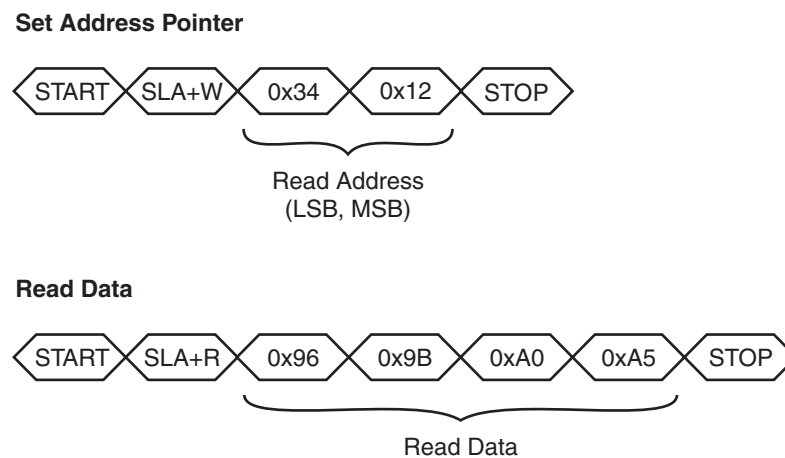 Set Address Pointer
START SLA+W 0x34 0x12 STOP
Read Address
(LSB, MSB)
Read Data
START SLA+R 0x96 0x9B 0xA0 0xA5 STOP
Read Data